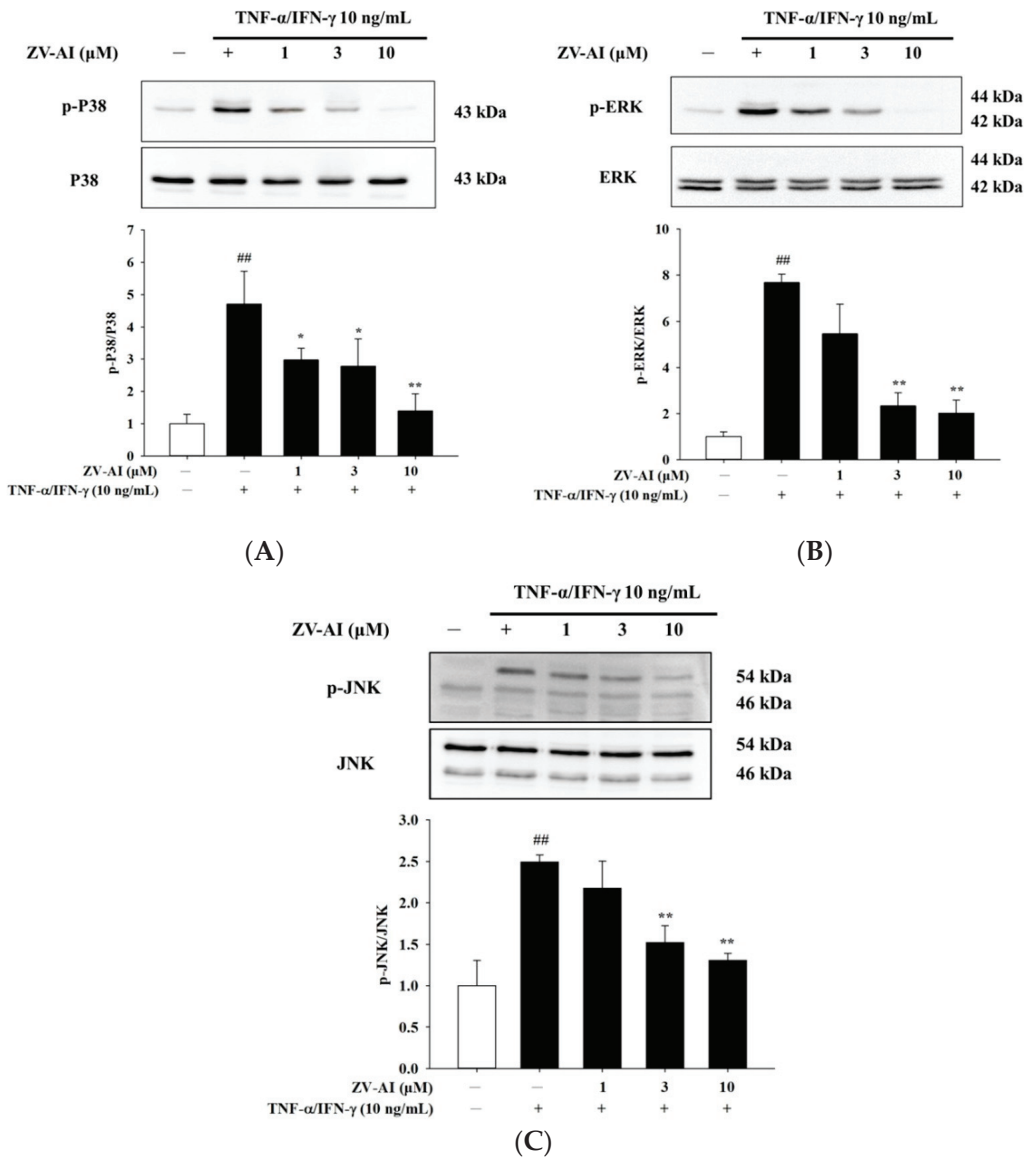 TNF-α/IFN-γ 10 ng/mL
ZV-AI (μM) – + 1 3 10
p-P38 43 kDa
P38 43 kDa
p-P38/P38
7
6
5
4
3
2
1
0
##
*
*
**
ZV-AI (μM) – – 1 3 10
TNF-α/IFN-γ (10 ng/mL) – + + + +
(A)
TNF-α/IFN-γ 10 ng/mL
ZV-AI (μM) – + 1 3 10
p-ERK 44 kDa
42 kDa
ERK 44 kDa
42 kDa
p-ERK/ERK
10
8
6
4
2
0
##
**
**
ZV-AI (μM) – – 1 3 10
TNF-α/IFN-γ (10 ng/mL) – + + + +
(B)
TNF-α/IFN-γ 10 ng/mL
ZV-AI (μM) – + 1 3 10
p-JNK 54 kDa
46 kDa
JNK 54 kDa
46 kDa
p-JNK/JNK
3.0
2.5
2.0
1.5
1.0
0.5
0.0
##
**
**
ZV-AI (μM) – – 1 3 10
TNF-α/IFN-γ (10 ng/mL) – + + + +
(C)